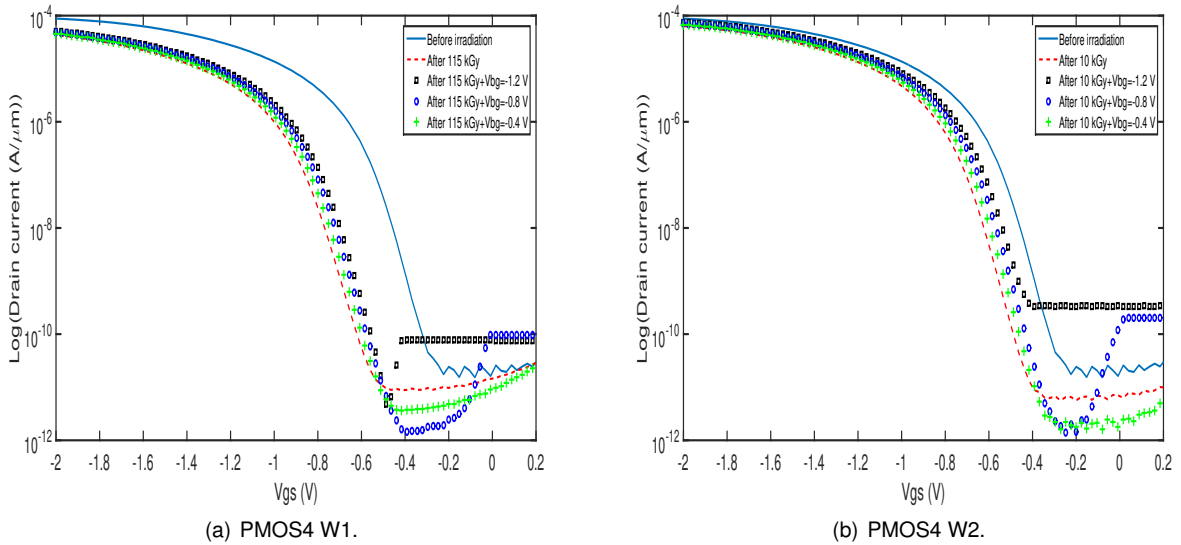 10^-4
10^-6
10^-8
10^-10
10^-12
Log(Drain current (A/μm))
-2 -1.8 -1.6 -1.4 -1.2 -1 -0.8 -0.6 -0.4 -0.2 0 0.2
Vgs (V)
Before irradiation
After 115 kGy
After 115 kGy+Vbg=-1.2 V
After 115 kGy+Vbg=-0.8 V
After 115 kGy+Vbg=-0.4 V
(a) PMOS4 W1.
10^-4
10^-6
10^-8
10^-10
10^-12
Log(Drain current (A/μm))
-2 -1.8 -1.6 -1.4 -1.2 -1 -0.8 -0.6 -0.4 -0.2 0 0.2
Vgs (V)
Before irradiation
After 10 kGy
After 10 kGy+Vbg=-1.2 V
After 10 kGy+Vbg=-0.8 V
After 10 kGy+Vbg=-0.4 V
(b) PMOS4 W2.